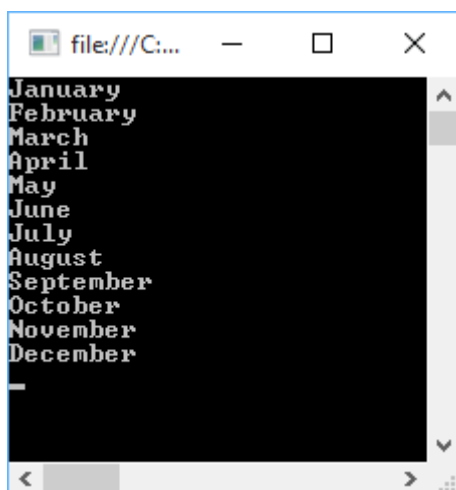 file:///C:...
January
February
March
April
May
June
July
August
September
October
November
December